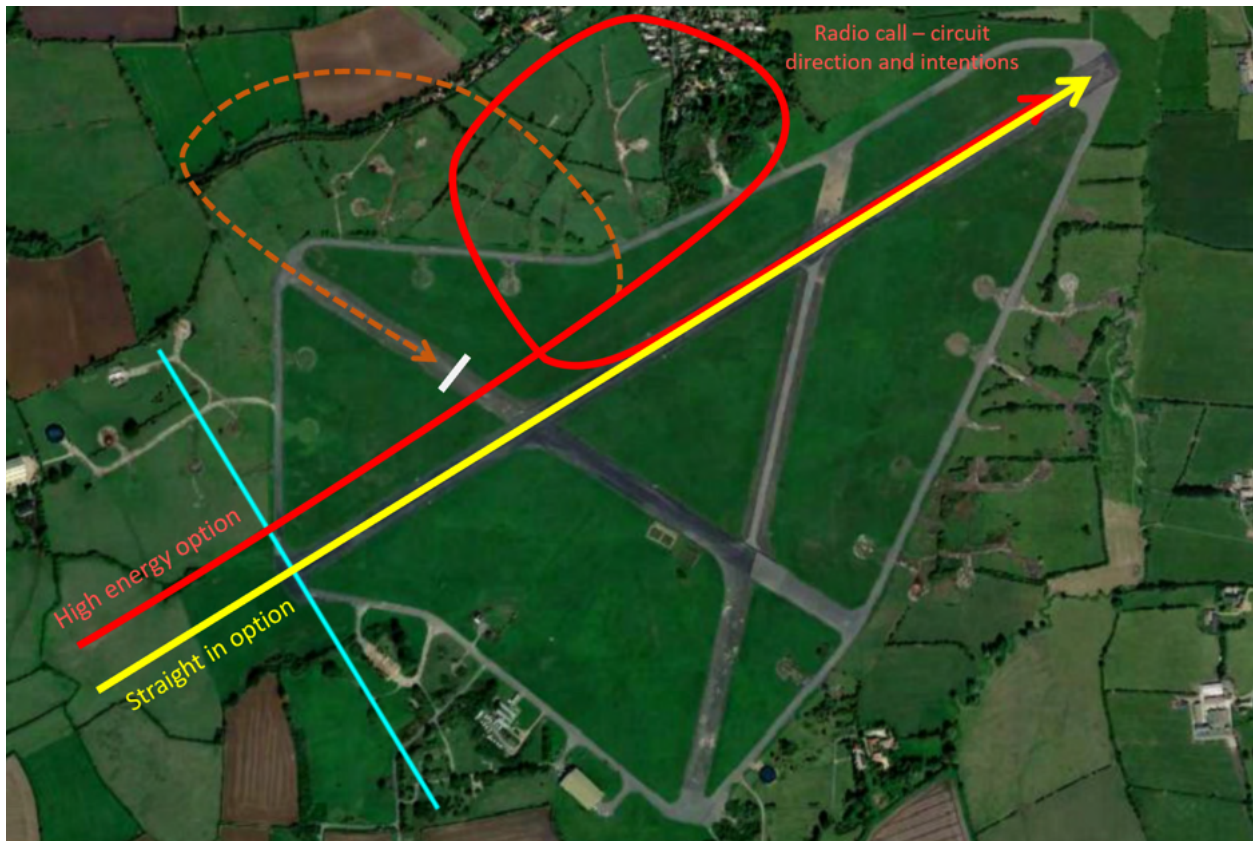 Radio call – circuit
direction and intentions
High energy option
Straight in option